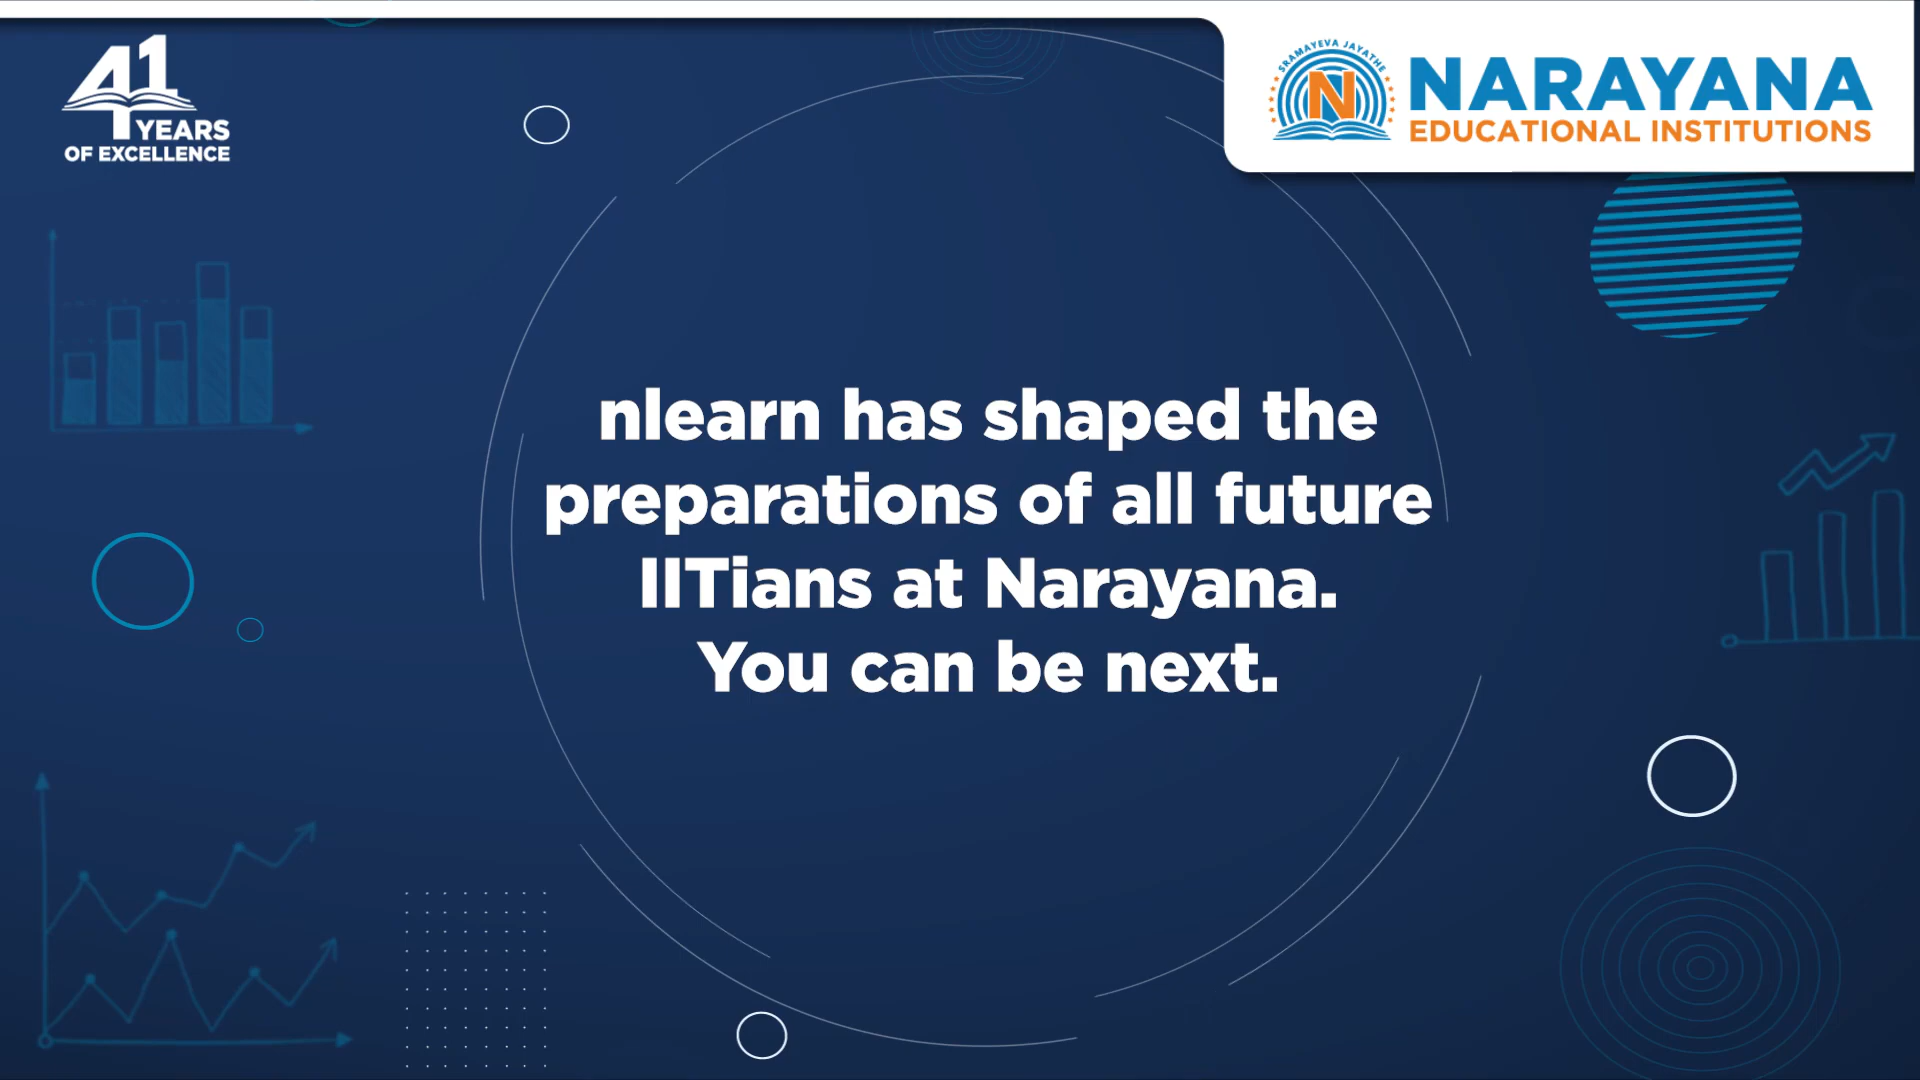 41
YEARS
OF EXCELLENCE
SRAMAYEVA JAYATHE
N
NARAYANA
EDUCATIONAL INSTITUTIONS
nlearn has shaped the
preparations of all future
IITians at Narayana.
You can be next.